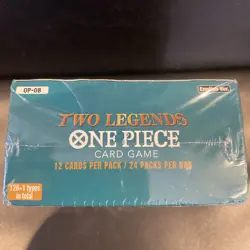 OP-08
English Ver.
TWO LEGENDS
ONE PIECE
CARD GAME
12 CARDS PER PACK / 24 PACKS PER BOX
126+1 types
in total